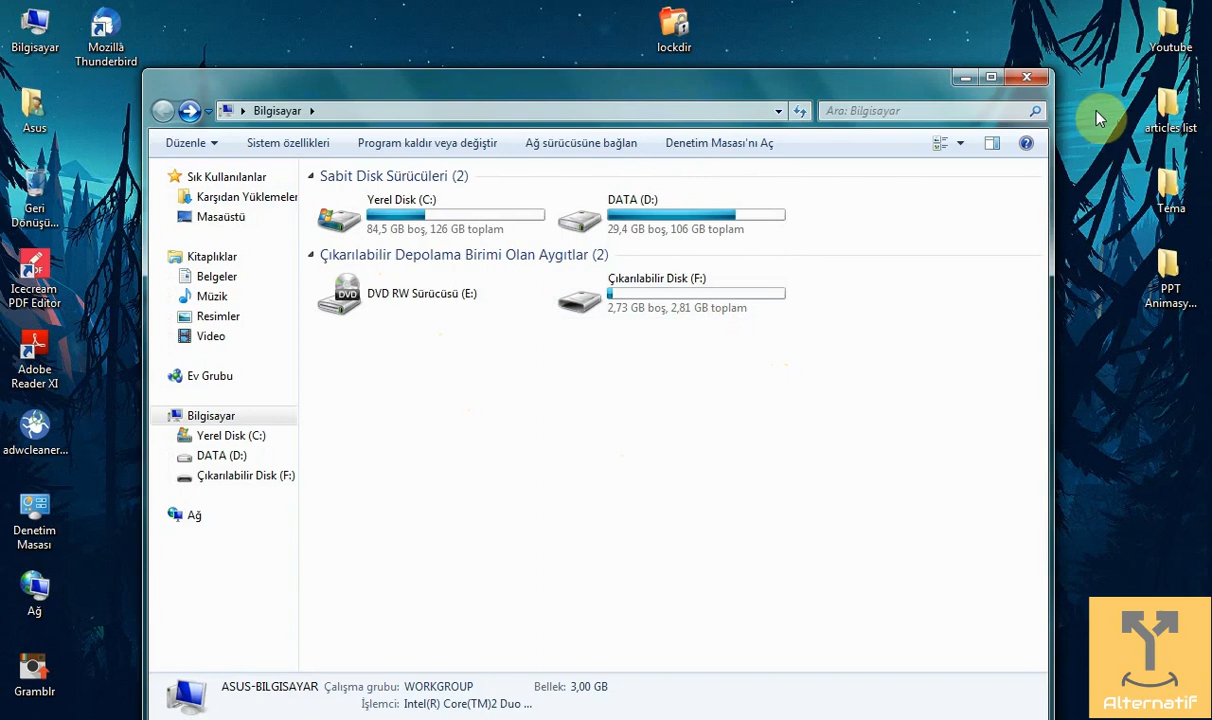 Bilgisayar
Mozilla
Thunderbird
lockdir
Youtube
Asus
articles list
Geri
Dönüşü...
Tema
Icecream
PDF Editor
PPT
Animasy...
Adobe
Reader XI
adwcleaner...
Denetim
Masası
Ağ
Gramblr
Bilgisayar
Ara: Bilgisayar
Düzenle
Sistem özellikleri
Program kaldır veya değiştir
Ağ sürücüsüne bağlan
Denetim Masası'nı Aç
Sık Kullanılanlar
Karşıdan Yüklemeler
Masaüstü
Kitaplıklar
Belgeler
Müzik
Resimler
Video
Ev Grubu
Bilgisayar
Yerel Disk (C:)
DATA (D:)
Çıkarılabilir Disk (F:)
Ağ
Sabit Disk Sürücüleri (2)
Yerel Disk (C:)
84,5 GB boş, 126 GB toplam
DATA (D:)
29,4 GB boş, 106 GB toplam
Çıkarılabilir Depolama Birimi Olan Aygıtlar (2)
DVD
DVD RW Sürücüsü (E:)
Çıkarılabilir Disk (F:)
2,73 GB boş, 2,81 GB toplam
ASUS-BILGISAYAR Çalışma grubu: WORKGROUP Bellek: 3,00 GB
İşlemci: Intel(R) Core(TM)2 Duo ...
Alternatif